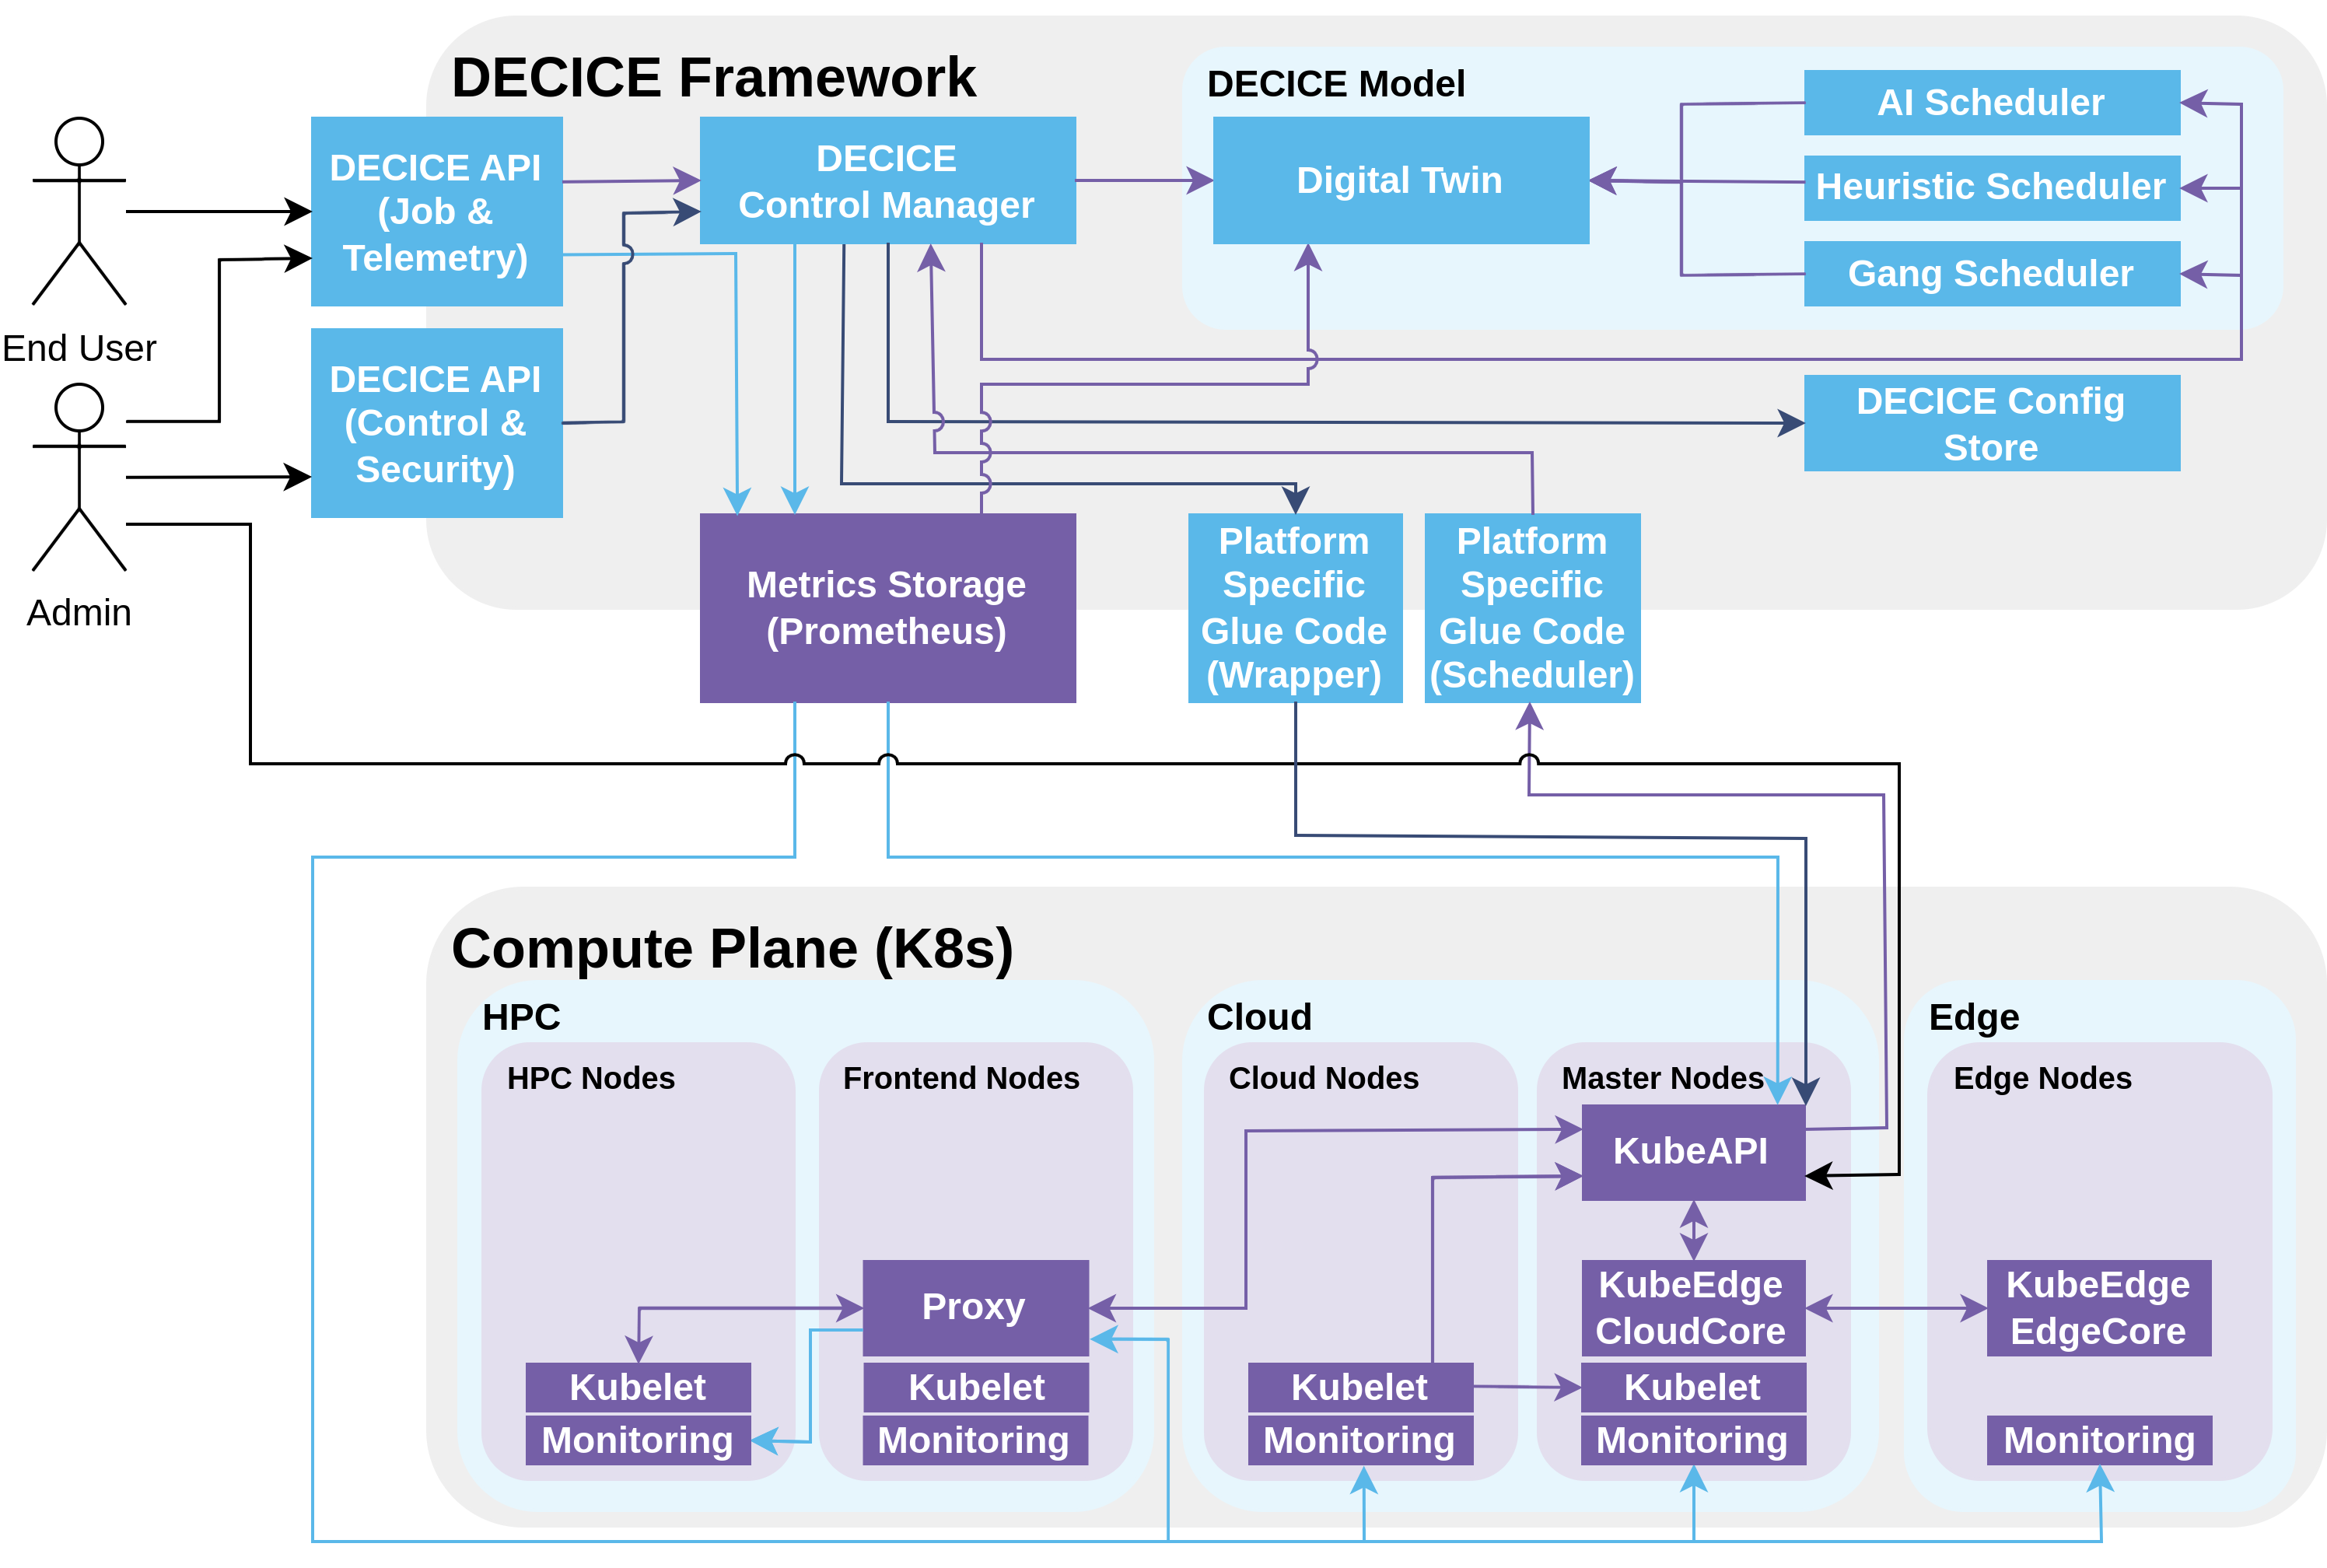 DECICE Framework
DECICE Model
End User
Admin
DECICE API
(Job &
Telemetry)
DECICE API
(Control &
Security)
DECICE
Control Manager
Digital Twin
AI Scheduler
Heuristic Scheduler
Gang Scheduler
DECICE Config
Store
Metrics Storage
(Prometheus)
Platform
Specific
Glue Code
(Wrapper)
Platform
Specific
Glue Code
(Scheduler)
Compute Plane (K8s)
HPC
HPC Nodes
Kubelet
Monitoring
Frontend Nodes
Proxy
Kubelet
Monitoring
Cloud
Cloud Nodes
Kubelet
Monitoring
Master Nodes
KubeAPI
KubeEdge
CloudCore
Kubelet
Monitoring
Edge
Edge Nodes
KubeEdge
EdgeCore
Monitoring